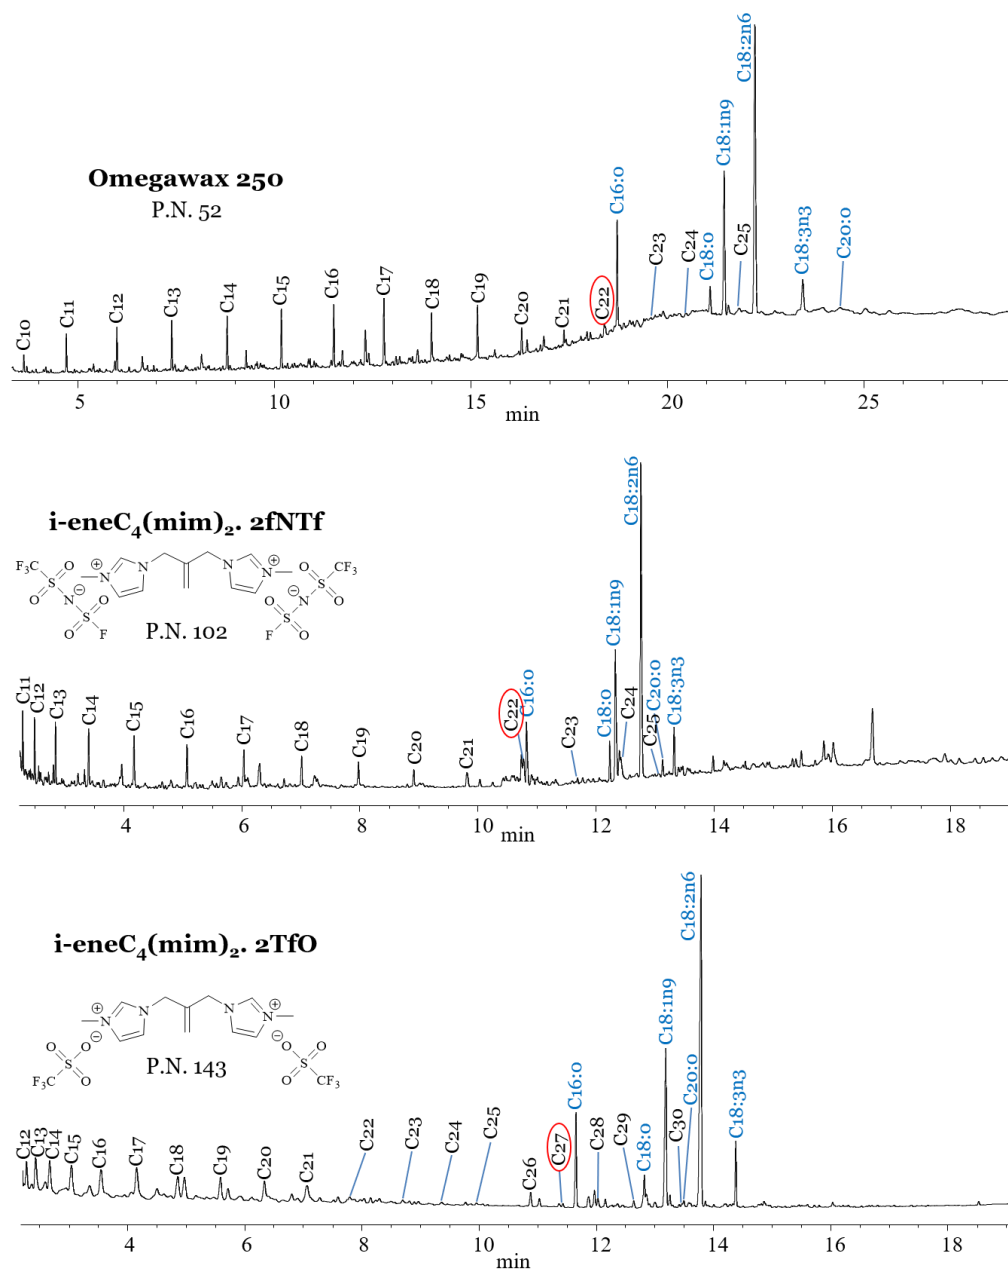 Omegawax 250
P.N. 52
C10
C11
C12
C13
C14
C15
C16
C17
C18
C19
C20
C21
C22
C16:0
C23
C24
C18:0
C18:1n9
C25
C18:2n6
C18:3n3
C20:0
5
10
15
20
25
min
i-eneC₄(mim)₂. 2fNTf
F₃C
O
S
O
N
⊖
O
S
O
F
N
⊕
N
N
N
⊕
O
S
O
CF₃
⊖
N
O
S
O
F
P.N. 102
C11
C12
C13
C14
C15
C16
C17
C18
C19
C20
C21
C22
C16:0
C23
C18:0
C18:1n9
C24
C18:2n6
C25
C20:0
C18:3n3
4
6
8
10
12
14
16
18
min
i-eneC₄(mim)₂. 2TfO
N
⊕
N
N
N
⊕
O
⊖
O
S
O
F₃C
⊖
O
O
S
O
CF₃
P.N. 143
C12
C13
C14
C15
C16
C17
C18
C19
C20
C21
C22
C23
C24
C25
C26
C27
C16:0
C28
C29
C18:0
C18:1n9
C30
C20:0
C18:2n6
C18:3n3
4
6
8
10
12
14
16
18
min